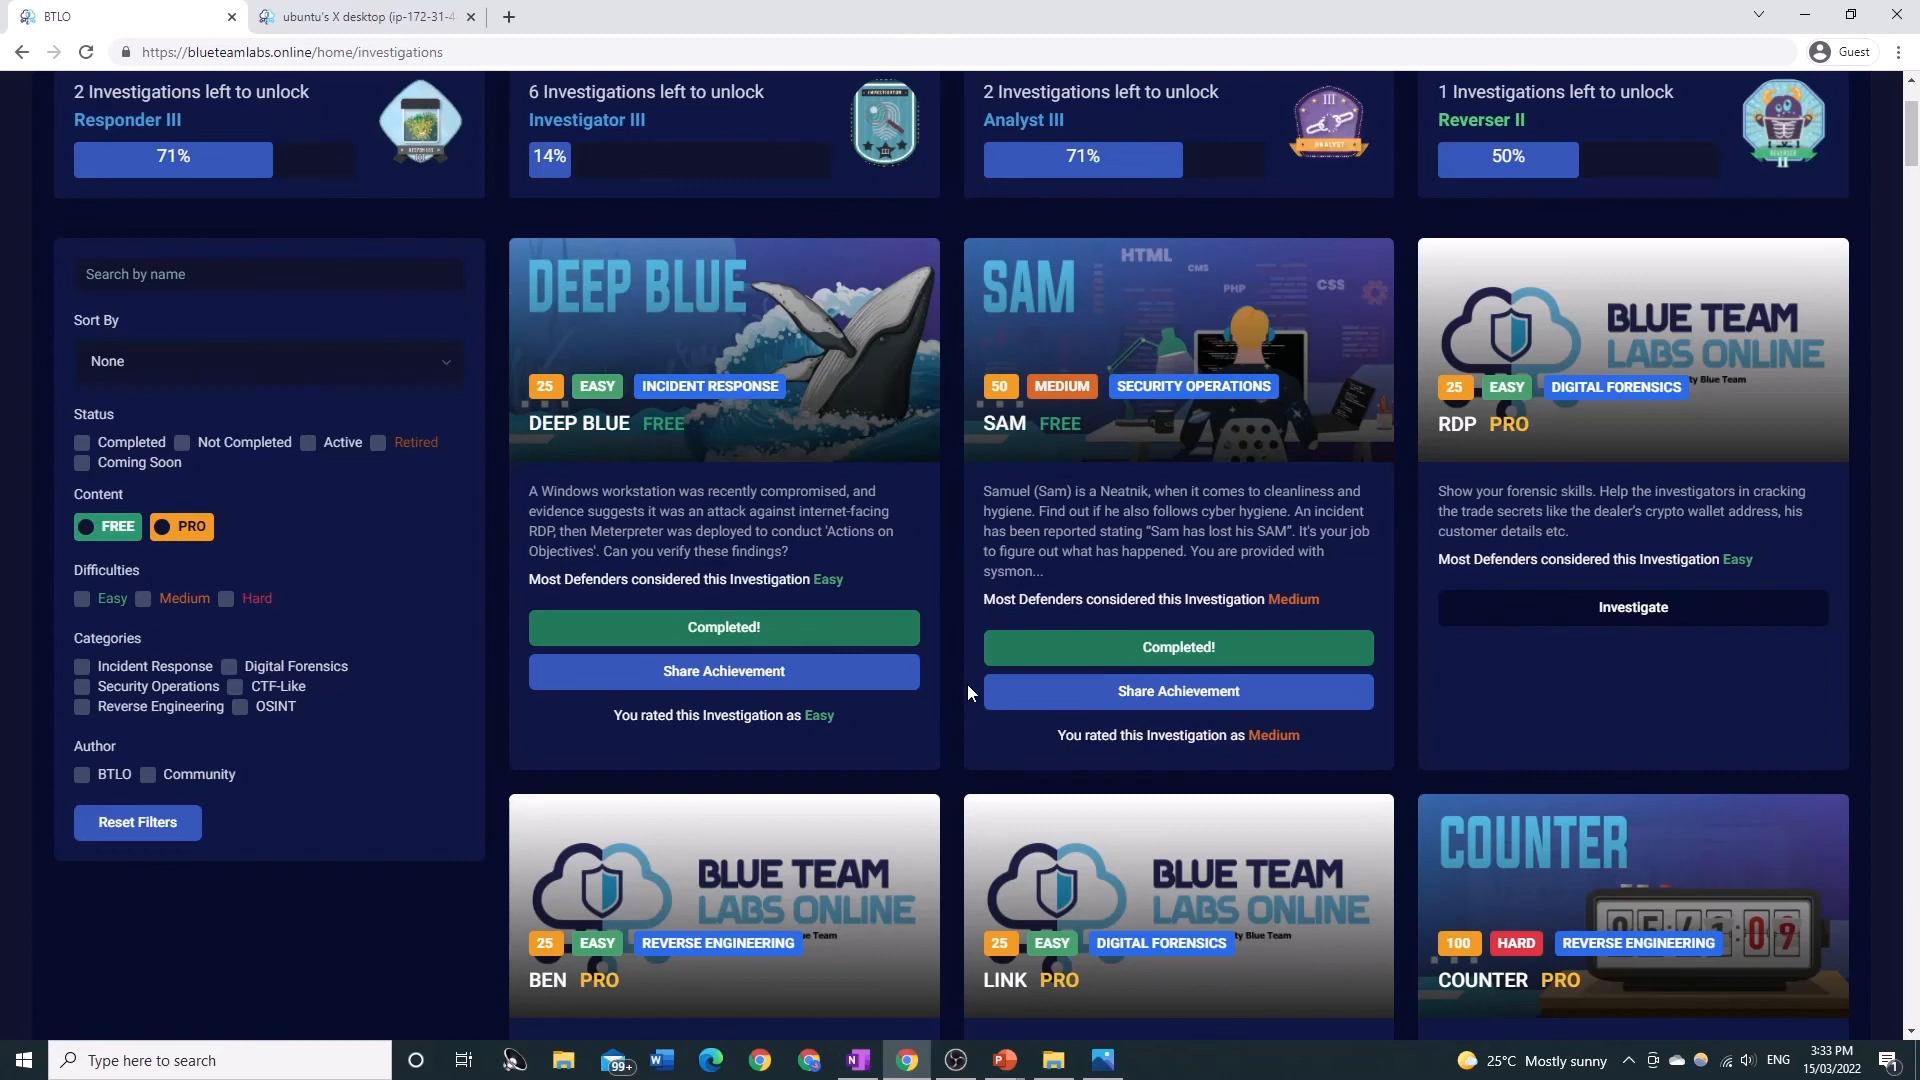 BTLO
ubuntu's X desktop (ip-172-31-4
https://blueteamlabs.online/home/investigations
Guest
2 Investigations left to unlock
Responder III
71%
6 Investigations left to unlock
Investigator III
14%
2 Investigations left to unlock
Analyst III
71%
1 Investigations left to unlock
Reverser II
50%
Search by name
Sort By
None
Status
Completed Not Completed Active Retired
Coming Soon
Content
FREE PRO
Difficulties
Easy Medium Hard
Categories
Incident Response Digital Forensics
Security Operations CTF-Like
Reverse Engineering OSINT
Author
BTLO Community
Reset Filters
DEEP BLUE
25 EASY INCIDENT RESPONSE
DEEP BLUE FREE
A Windows workstation was recently compromised, and
evidence suggests it was an attack against internet-facing
RDP, then Meterpreter was deployed to conduct 'Actions on
Objectives'. Can you verify these findings?
Most Defenders considered this Investigation Easy
Completed!
Share Achievement
You rated this Investigation as Easy
SAM
HTML
CMS
PHP
CSS
50 MEDIUM SECURITY OPERATIONS
SAM FREE
Samuel (Sam) is a Neatnik, when it comes to cleanliness and
hygiene. Find out if he also follows cyber hygiene. An incident
has been reported stating “Sam has lost his SAM”. It's your job
to figure out what has happened. You are provided with
sysmon...
Most Defenders considered this Investigation Medium
Completed!
Share Achievement
You rated this Investigation as Medium
BLUE TEAM
LABS ONLINE
ty Blue Team
25 EASY DIGITAL FORENSICS
RDP PRO
Show your forensic skills. Help the investigators in cracking
the trade secrets like the dealer's crypto wallet address, his
customer details etc.
Most Defenders considered this Investigation Easy
Investigate
BLUE TEAM
LABS ONLINE
ue Team
25 EASY REVERSE ENGINEERING
BEN PRO
BLUE TEAM
LABS ONLINE
ty Blue Team
25 EASY DIGITAL FORENSICS
LINK PRO
COUNTER
100 HARD REVERSE ENGINEERING
COUNTER PRO
Type here to search
99+
25°C Mostly sunny
ENG
3:33 PM
15/03/2022
1